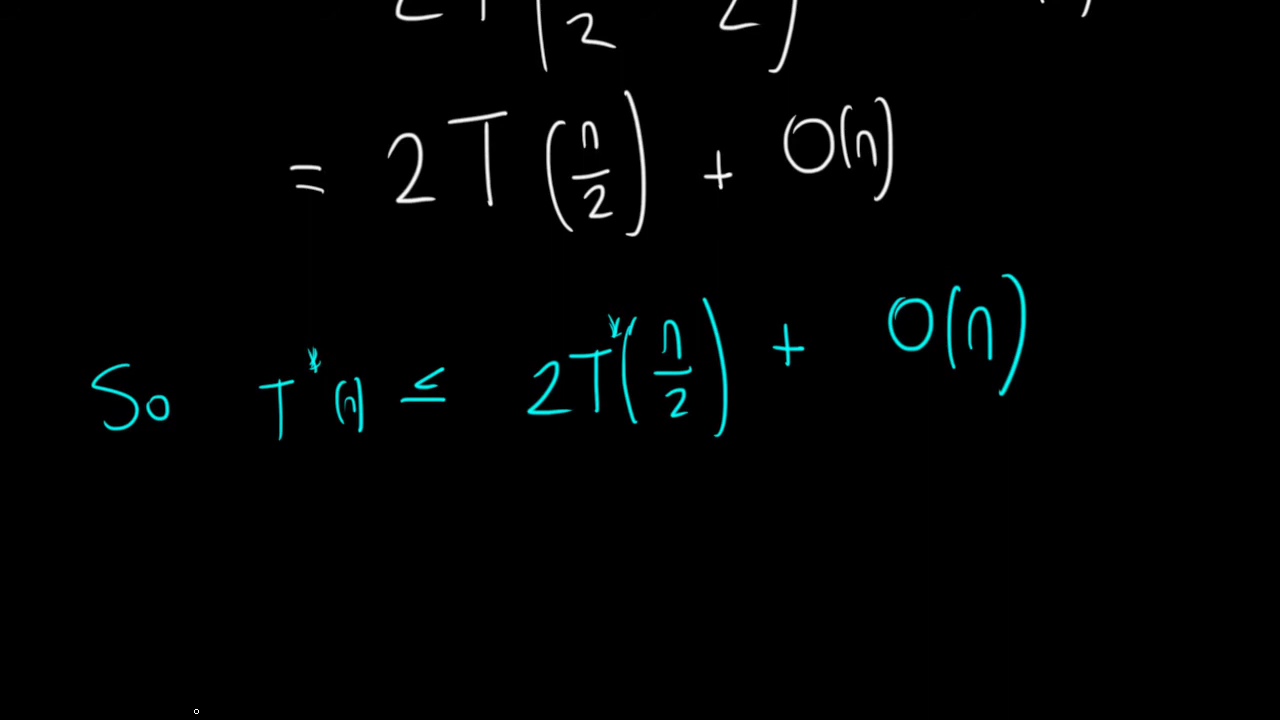 = 2T(n/2) + O(n)
So T*(n) ≤ 2T*(n/2) + O(n)